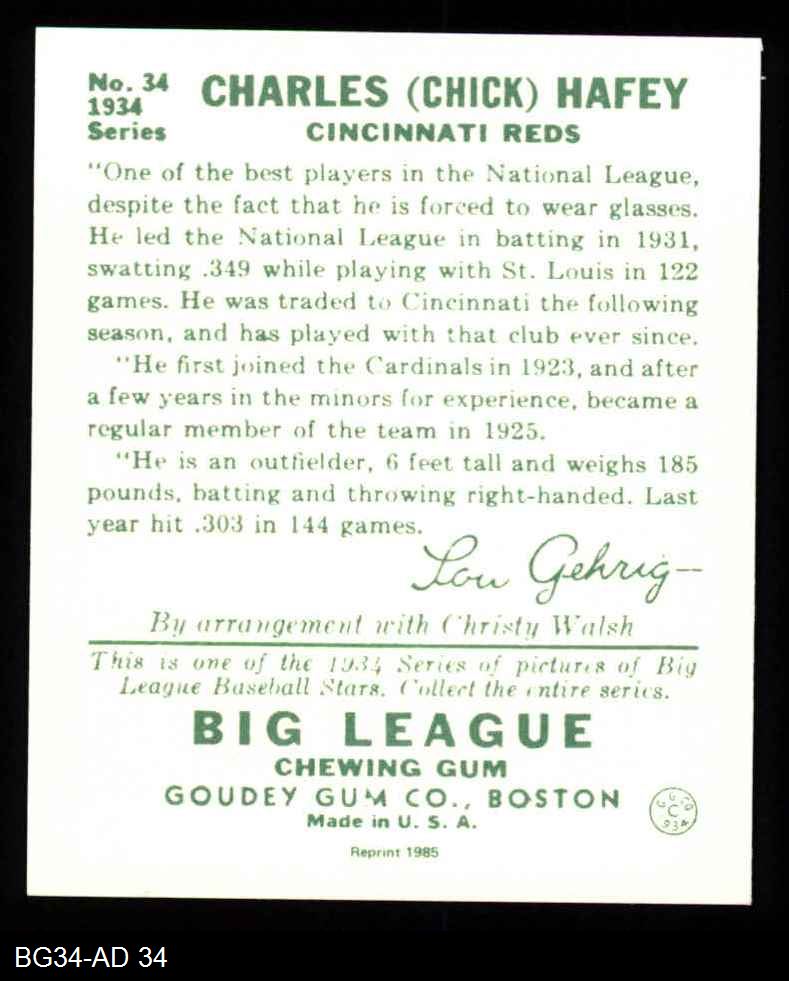 No. 34
1934
Series
CHARLES (CHICK) HAFEY
CINCINNATI REDS
"One of the best players in the National League,
despite the fact that he is forced to wear glasses.
He led the National League in batting in 1931,
swatting .349 while playing with St. Louis in 122
games. He was traded to Cincinnati the following
season, and has played with that club ever since.
"He first joined the Cardinals in 1923, and after
a few years in the minors for experience, became a
regular member of the team in 1925.
"He is an outfielder, 6 feet tall and weighs 185
pounds, batting and throwing right-handed. Last
year hit .303 in 144 games.
Lou Gehrig—
By arrangement with Christy Walsh
This is one of the 1934 Series of pictures of Big
League Baseball Stars. Collect the entire series.
BIG LEAGUE
CHEWING GUM
GOUDEY GUM CO., BOSTON
Made in U. S. A.
G.G.CO
C
934
Reprint 1985
BG34-AD 34